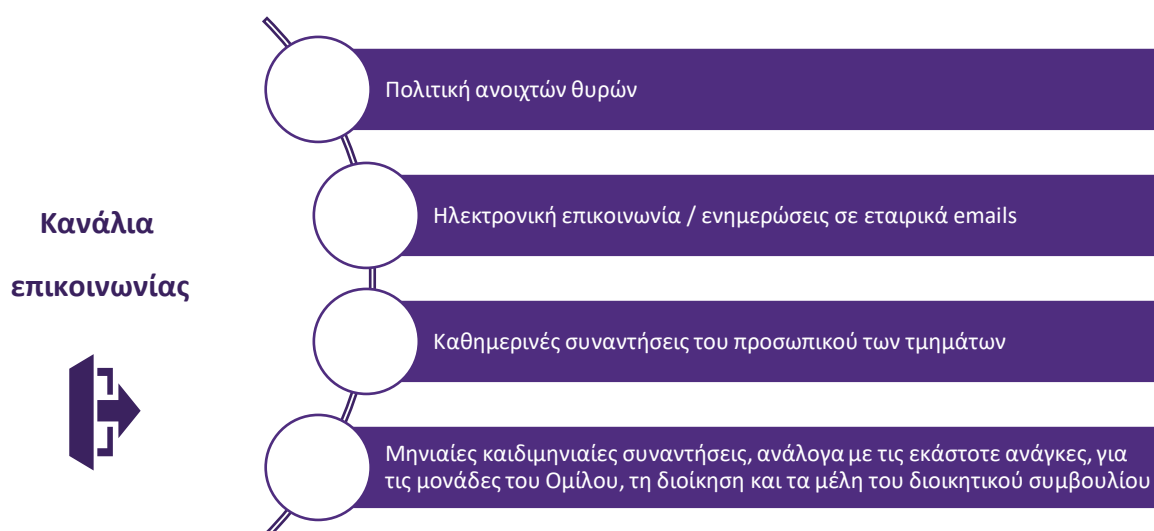 Κανάλια
επικοινωνίας
Πολιτική ανοιχτών θυρών
Ηλεκτρονική επικοινωνία / ενημερώσεις σε εταιρικά emails
Καθημερινές συναντήσεις του προσωπικού των τμημάτων
Μηνιαίες καιδιμηνιαίες συναντήσεις, ανάλογα με τις εκάστοτε ανάγκες, για
τις μονάδες του Ομίλου, τη διοίκηση και τα μέλη του διοικητικού συμβουλίου